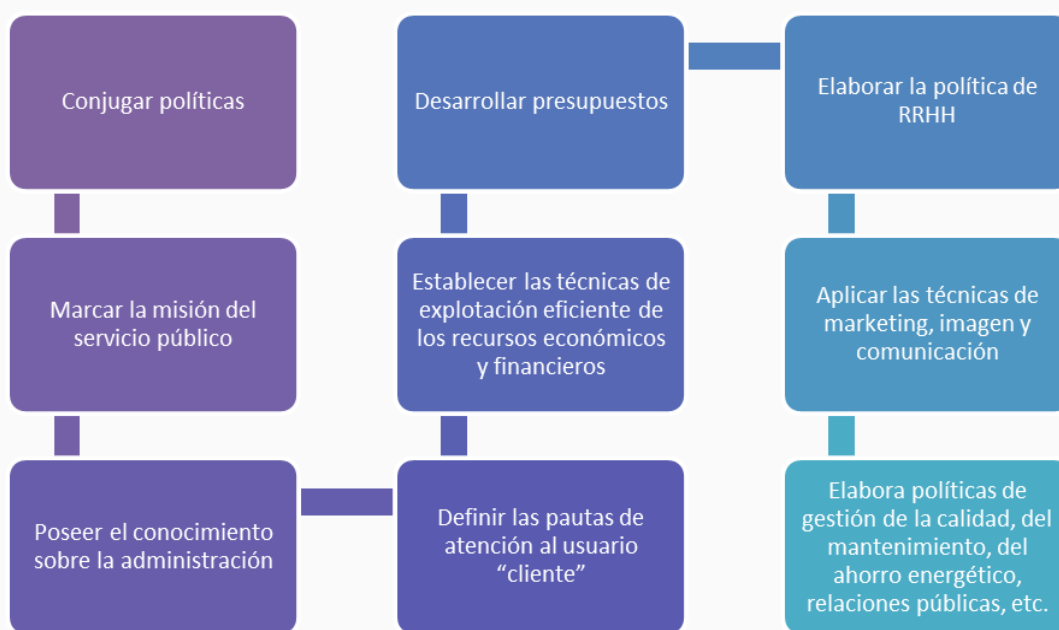 Conjugar políticas
Marcar la misión del
servicio público
Poseer el conocimiento
sobre la administración
Definir las pautas de
atención al usuario
“cliente”
Establecer las técnicas de
explotación eficiente de
los recursos económicos
y financieros
Desarrollar presupuestos
Elaborar la política de
RRHH
Aplicar las técnicas de
marketing, imagen y
comunicación
Elabora políticas de
gestión de la calidad, del
mantenimiento, del
ahorro energético,
relaciones públicas, etc.